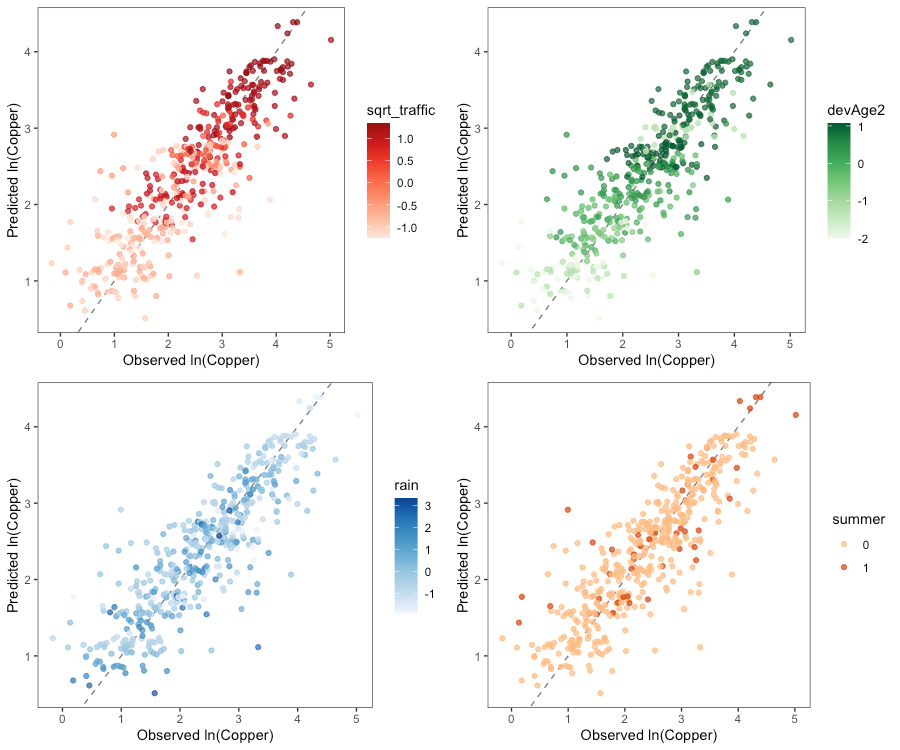 sqrt_traffic
1.0
0.5
0.0
-0.5
-1.0
Predicted ln(Copper)
4
3
2
1
0 1 2 3 4 5
Observed ln(Copper)
devAge2
1
0
-1
-2
Predicted ln(Copper)
4
3
2
1
0 1 2 3 4 5
Observed ln(Copper)
rain
3
2
1
0
-1
Predicted ln(Copper)
4
3
2
1
0 1 2 3 4 5
Observed ln(Copper)
summer
0
1
Predicted ln(Copper)
4
3
2
1
0 1 2 3 4 5
Observed ln(Copper)